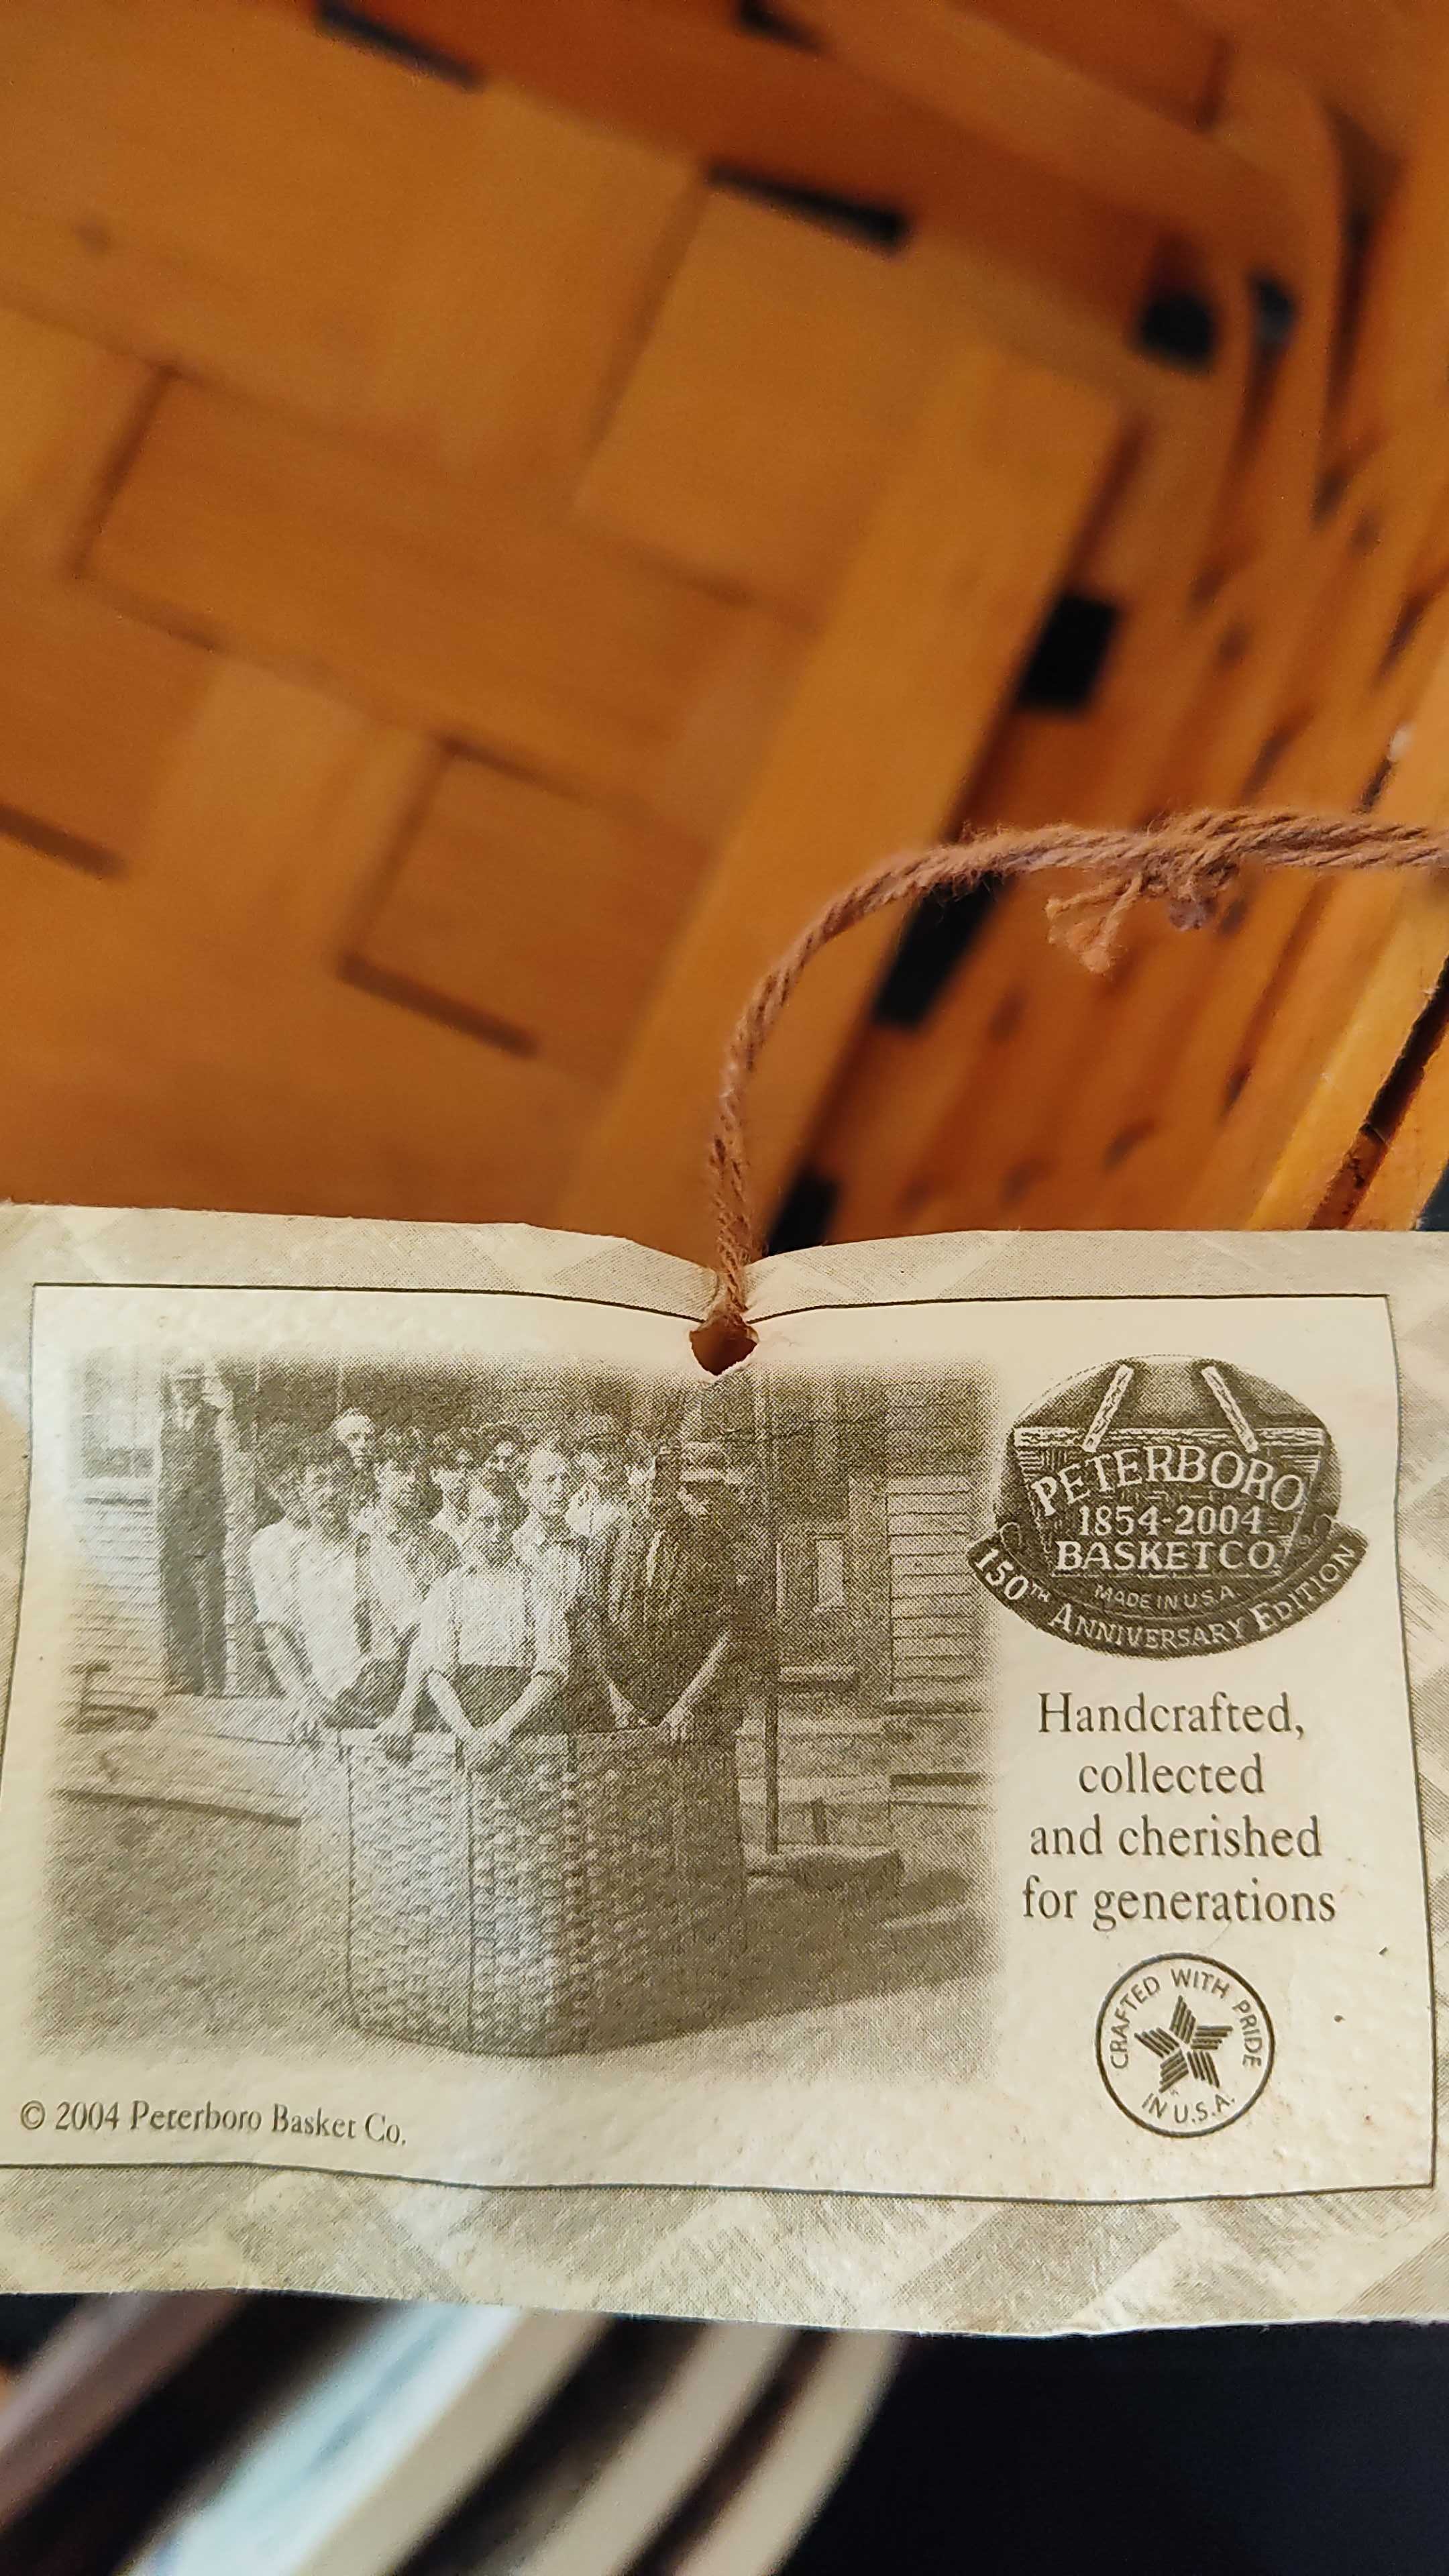 PETERBORO
1854-2004
BASKET CO.
MADE IN U.S.A
150TH ANNIVERSARY EDITION
Handcrafted,
collected
and cherished
for generations
CRAFTED WITH PRIDE
IN U.S.A.
© 2004 Peterboro Basket Co.